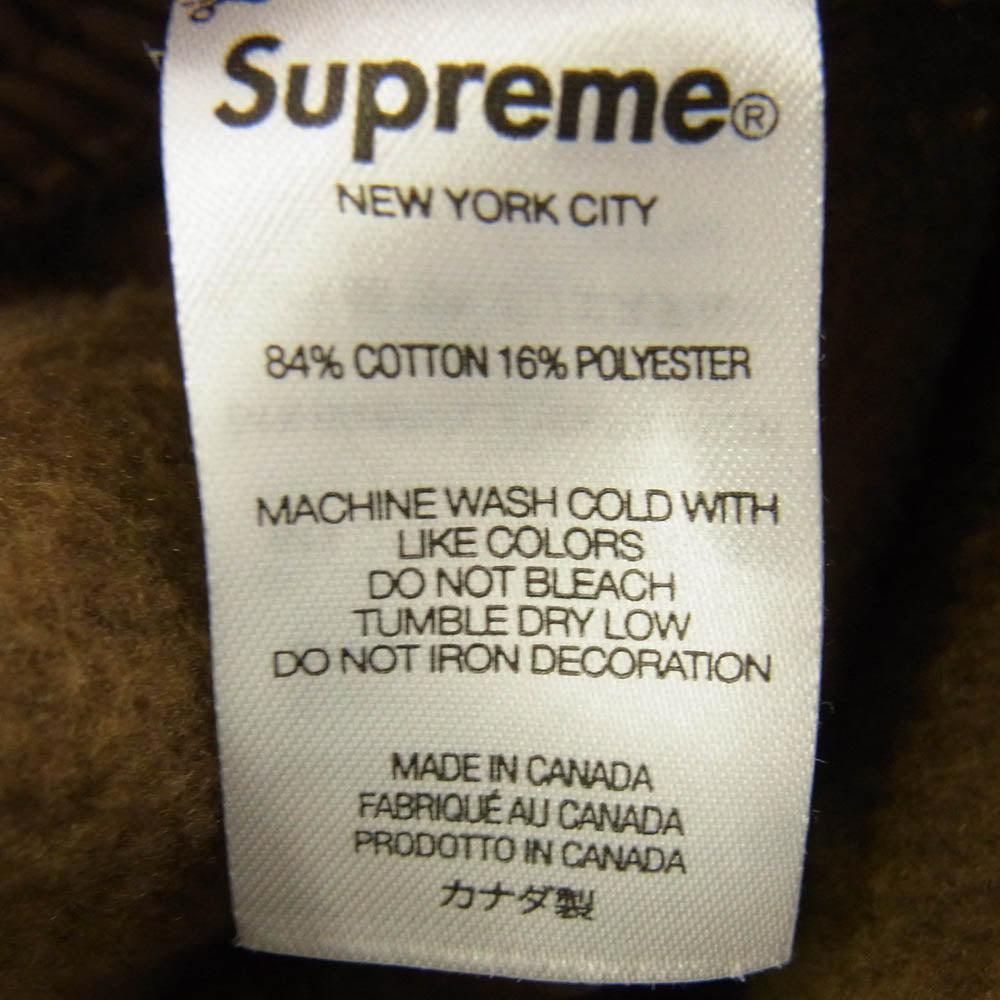 Supreme®
NEW YORK CITY
84% COTTON 16% POLYESTER
MACHINE WASH COLD WITH
LIKE COLORS
DO NOT BLEACH
TUMBLE DRY LOW
DO NOT IRON DECORATION
MADE IN CANADA
FABRIQUÉ AU CANADA
PRODOTTO IN CANADA
カナダ製